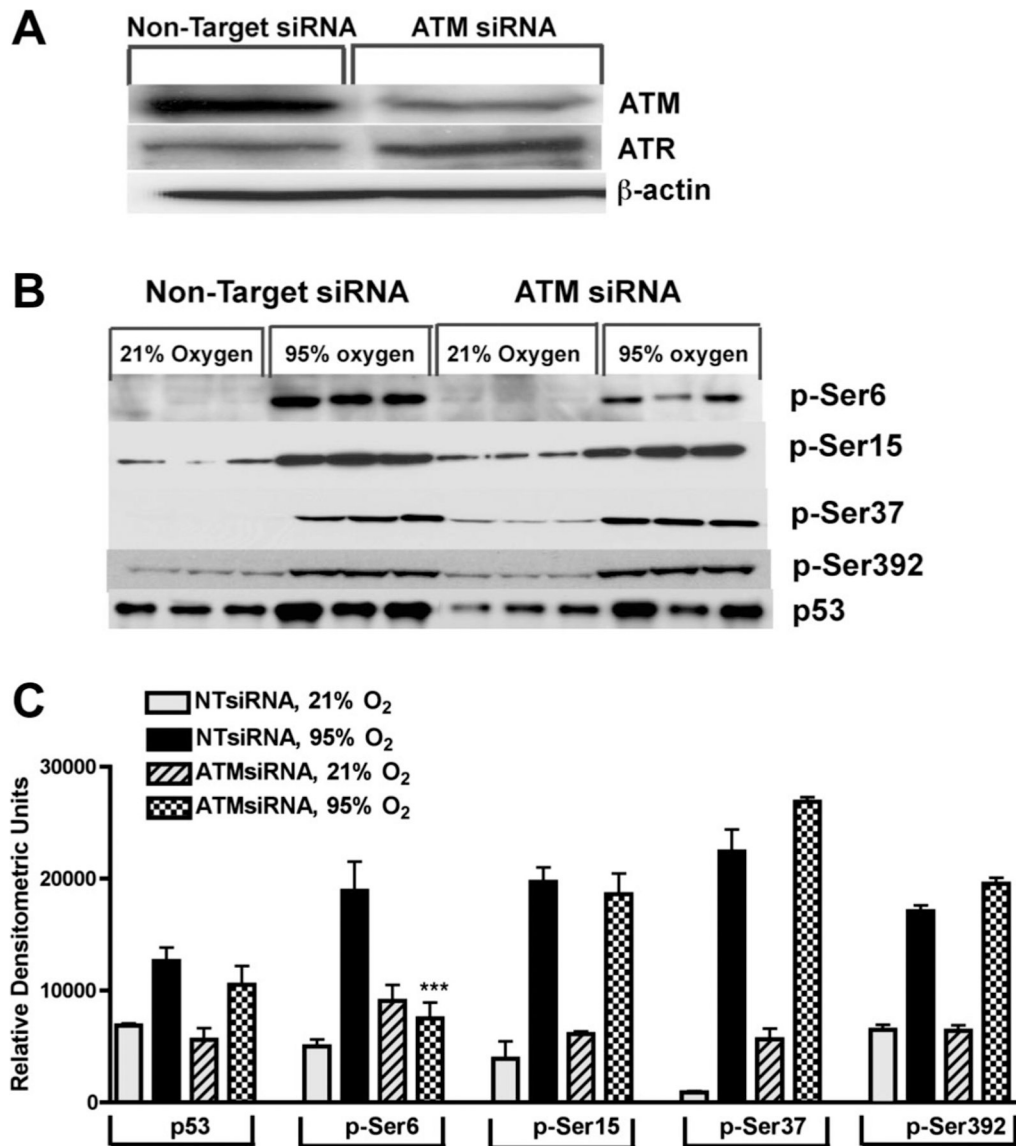 A
Non-Target siRNA ATM siRNA
ATM
ATR
β-actin
B
Non-Target siRNA ATM siRNA
21% Oxygen 95% oxygen 21% Oxygen 95% oxygen
p-Ser6
p-Ser15
p-Ser37
p-Ser392
p53
C
NTsiRNA, 21% O₂
NTsiRNA, 95% O₂
ATMsiRNA, 21% O₂
ATMsiRNA, 95% O₂
Relative Densitometric Units
30000
20000
10000
0
***
p53 p-Ser6 p-Ser15 p-Ser37 p-Ser392